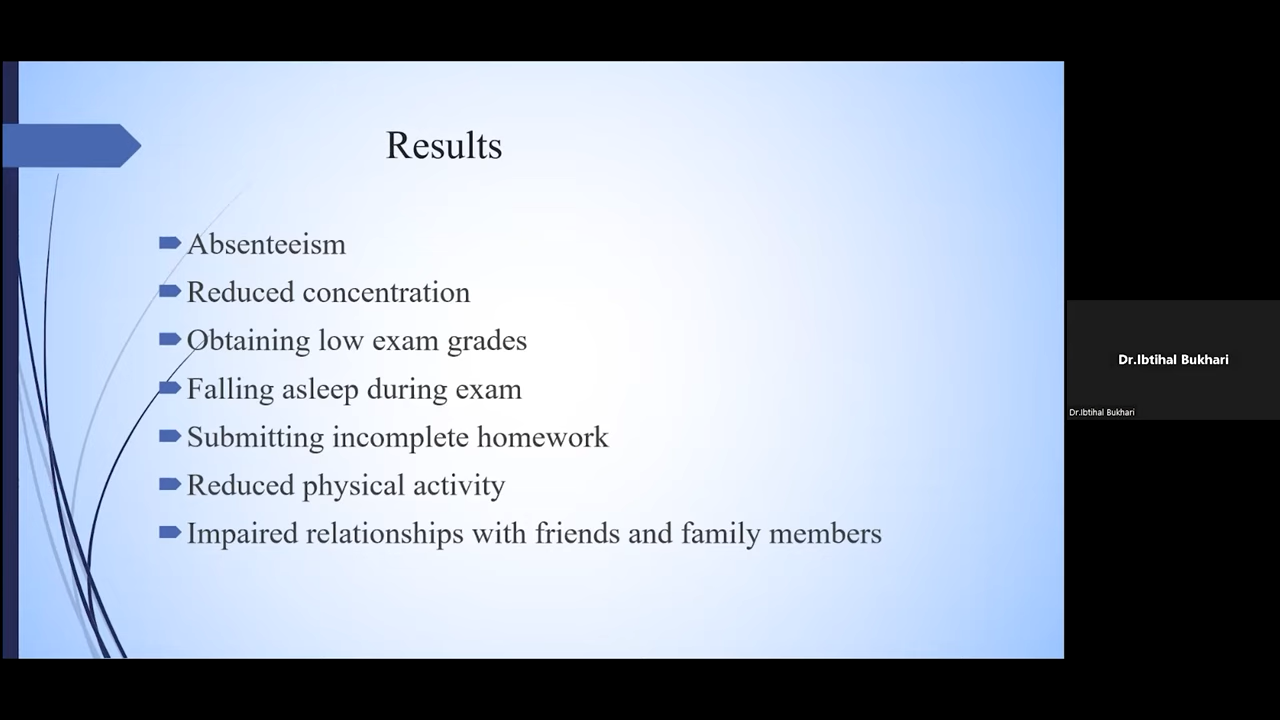 Results
Absenteeism
Reduced concentration
Obtaining low exam grades
Falling asleep during exam
Submitting incomplete homework
Reduced physical activity
Impaired relationships with friends and family members
Dr.Ibtihal Bukhari
Dr.Ibtihal Bukhari